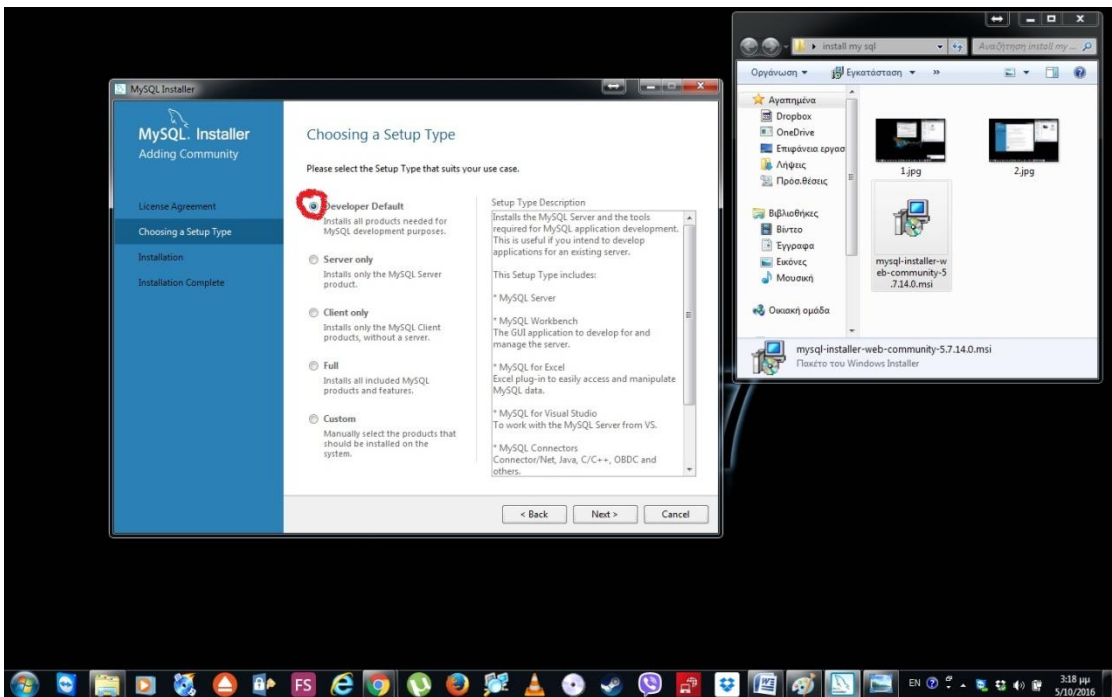 MySQL Installer
MySQL. Installer
Adding Community
License Agreement
Choosing a Setup Type
Installation
Installation Complete
Choosing a Setup Type
Please select the Setup Type that suits your use case.
Developer Default
Installs all products needed for
MySQL development purposes.
Server only
Installs only the MySQL Server
product.
Client only
Installs only the MySQL Client
products, without a server.
Full
Installs all included MySQL
products and features.
Custom
Manually select the products that
should be installed on the
system.
Setup Type Description
Installs the MySQL Server and the tools
required for MySQL application development.
This is useful if you intend to develop
applications for an existing server.
This Setup Type includes:
* MySQL Server
* MySQL Workbench
The GUI application to develop for and
manage the server.
* MySQL for Excel
Excel plug-in to easily access and manipulate
MySQL data.
* MySQL for Visual Studio
To work with the MySQL Server from VS.
* MySQL Connectors
Connector/Net, Java, C/C++, OBDC and
others.
< Back
Next >
Cancel
install my sql
Αναζήτηση install my ...
Οργάνωση
Εγκατάσταση
»
Αγαπημένα
Dropbox
OneDrive
Επιφάνεια εργασ
Λήψεις
Πρόσ.θέσεις
Βιβλιοθήκες
Βίντεο
Έγγραφα
Εικόνες
Μουσική
Οικιακή ομάδα
1.jpg
2.jpg
mysql-installer-w
eb-community-5
.7.14.0.msi
mysql-installer-web-community-5.7.14.0.msi
Πακέτο του Windows Installer
FS
EN
3:18 μμ
5/10/2016